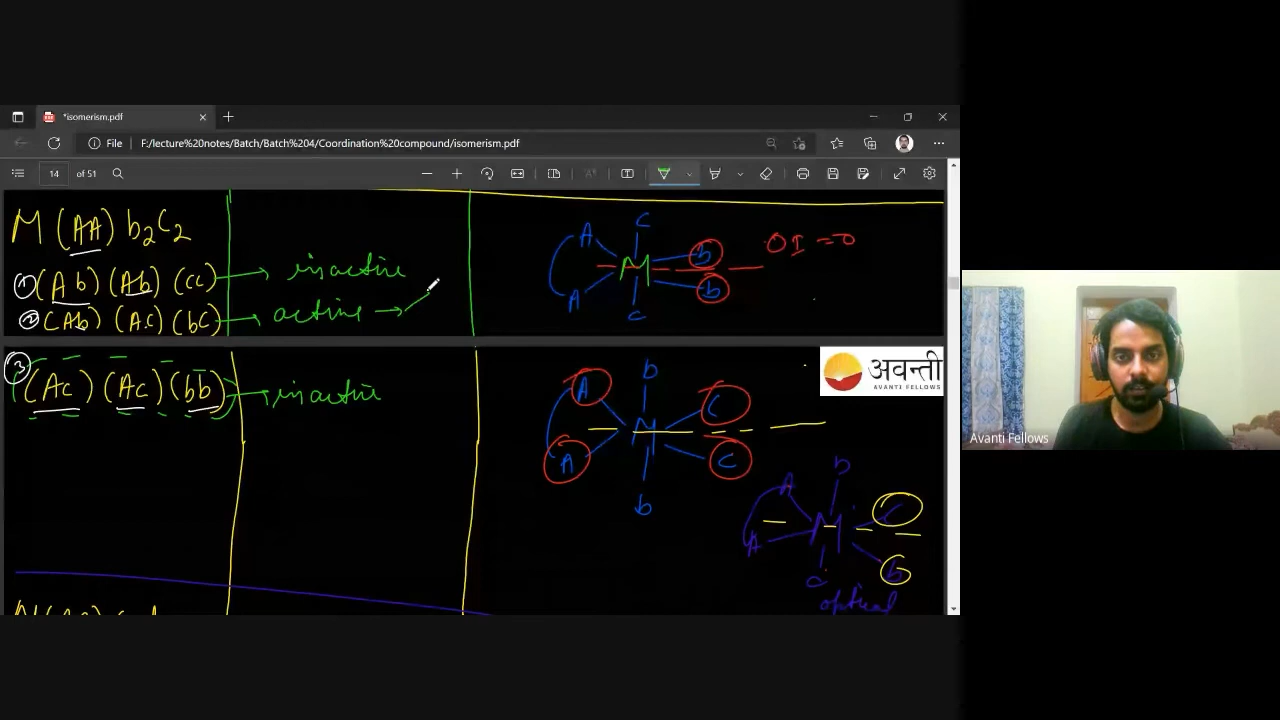 *isomerism.pdf
File F:/lecture%20notes/Batch/Batch%204/Coordination%20compound/isomerism.pdf
14 of 51
M (AA) b2C2
① (Ab) (Ab) (cc) → inactive
② (Ab) (Ac) (bc) → active →
③ (Ac) (Ac) (bb) → inactive
c
A b
M OI = 0
A b
c
b
A c
M
A c
b
b
A
M
A b
c
optical
अवन्ती
AVANTI FELLOWS
Avanti Fellows